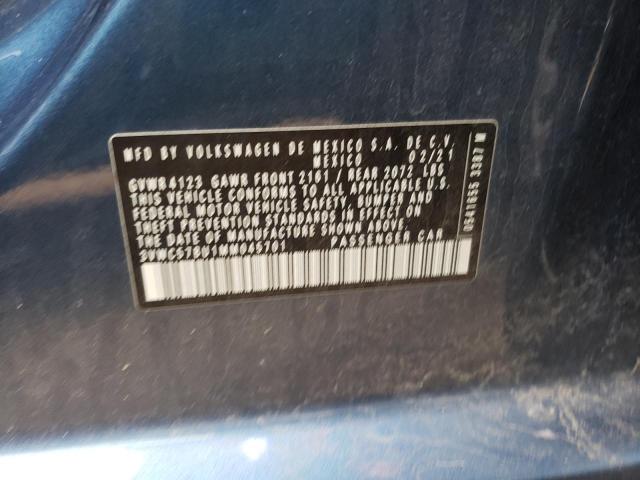 MFD BY VOLKSWAGEN DE MEXICO S.A. DE C.V.
MEXICO 02/21
GVWR 4123 GAWR FRONT 2161 / REAR 2072 LBS
THIS VEHICLE CONFORMS TO ALL APPLICABLE U.S.
FEDERAL MOTOR VEHICLE SAFETY, BUMPER AND
THEFT PREVENTION STANDARDS IN EFFECT ON
THE DATE OF MANUFACTURE SHOWN ABOVE.
PASSENGER CAR